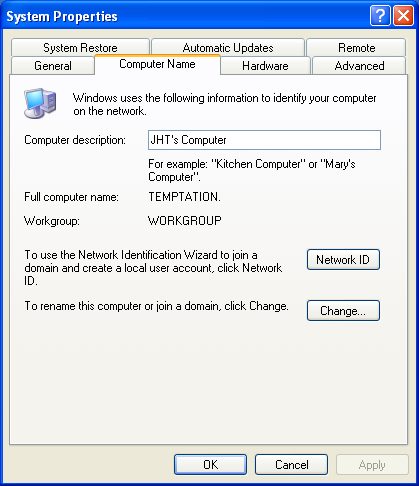 System Properties
System Restore
Automatic Updates
Remote
General
Computer Name
Hardware
Advanced
Windows uses the following information to identify your computer
on the network.
Computer description:
JHT's Computer
For example: "Kitchen Computer" or "Mary's
Computer".
Full computer name:
TEMPTATION.
Workgroup:
WORKGROUP
To use the Network Identification Wizard to join a
domain and create a local user account, click Network
ID.
Network ID
To rename this computer or join a domain, click Change.
Change...
OK
Cancel
Apply